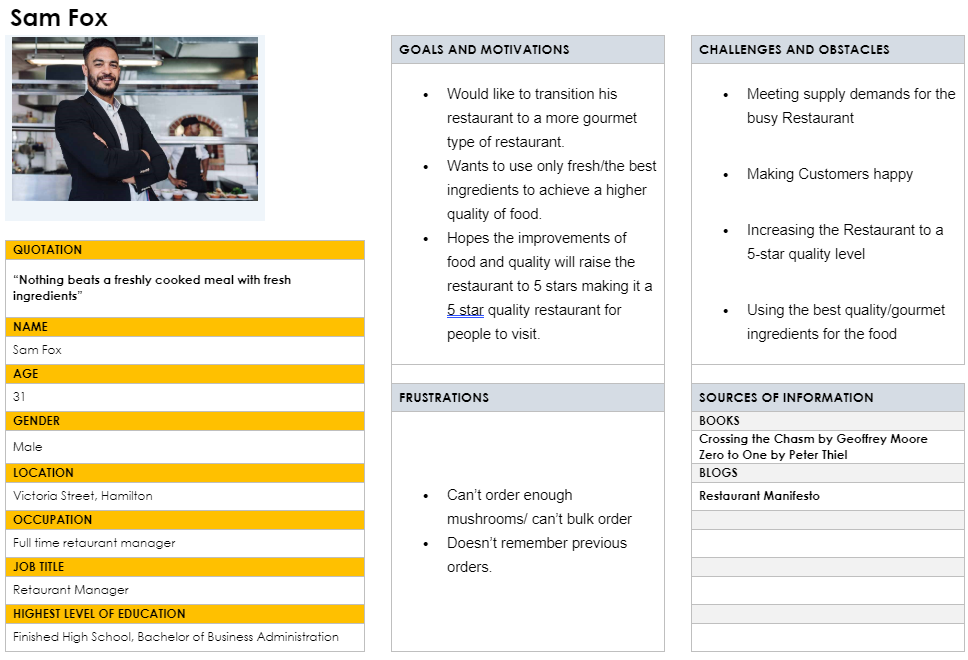 Sam Fox
QUOTATION
“Nothing beats a freshly cooked meal with fresh
ingredients”
NAME
Sam Fox
AGE
31
GENDER
Male
LOCATION
Victoria Street, Hamilton
OCCUPATION
Full time retaurant manager
JOB TITLE
Retaurant Manager
HIGHEST LEVEL OF EDUCATION
Finished High School, Bachelor of Business Administration
GOALS AND MOTIVATIONS
• Would like to transition his
restaurant to a more gourmet
type of restaurant.
• Wants to use only fresh/the best
ingredients to achieve a higher
quality of food.
• Hopes the improvements of
food and quality will raise the
restaurant to 5 stars making it a
5 star quality restaurant for
people to visit.
FRUSTRATIONS
• Can’t order enough
mushrooms/ can’t bulk order
• Doesn’t remember previous
orders.
CHALLENGES AND OBSTACLES
• Meeting supply demands for the
busy Restaurant
• Making Customers happy
• Increasing the Restaurant to a
5-star quality level
• Using the best quality/gourmet
ingredients for the food
SOURCES OF INFORMATION
BOOKS
Crossing the Chasm by Geoffrey Moore
Zero to One by Peter Thiel
BLOGS
Restaurant Manifesto